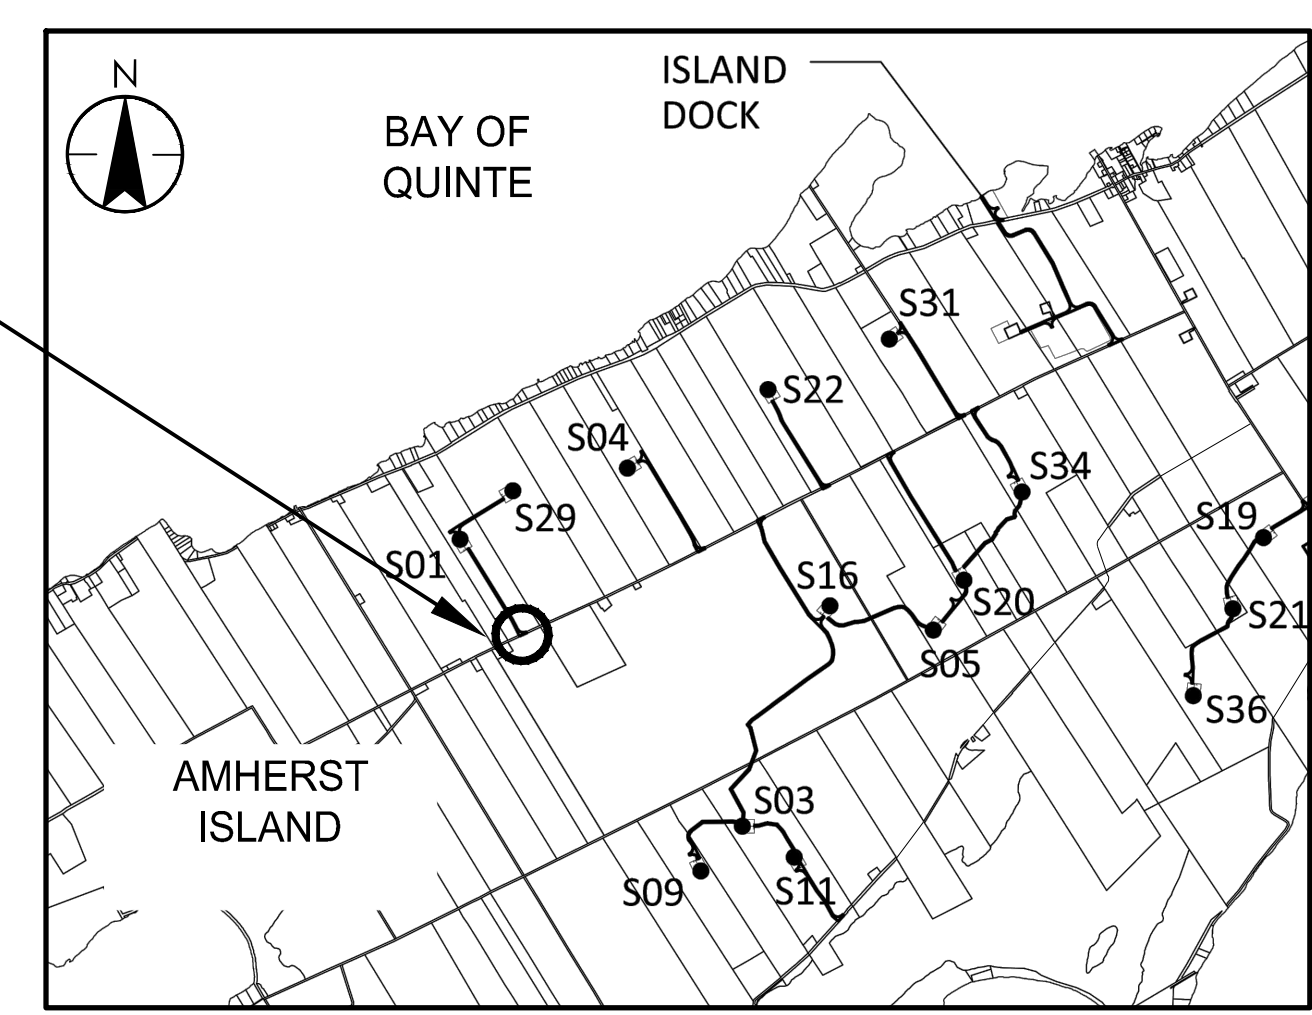 N
BAY OF
QUINTE
ISLAND
DOCK
S31
S22
S04
S34
S29
S19
S01
S16
S20
S21
S05
S36
AMHERST
ISLAND
S03
S09
S11